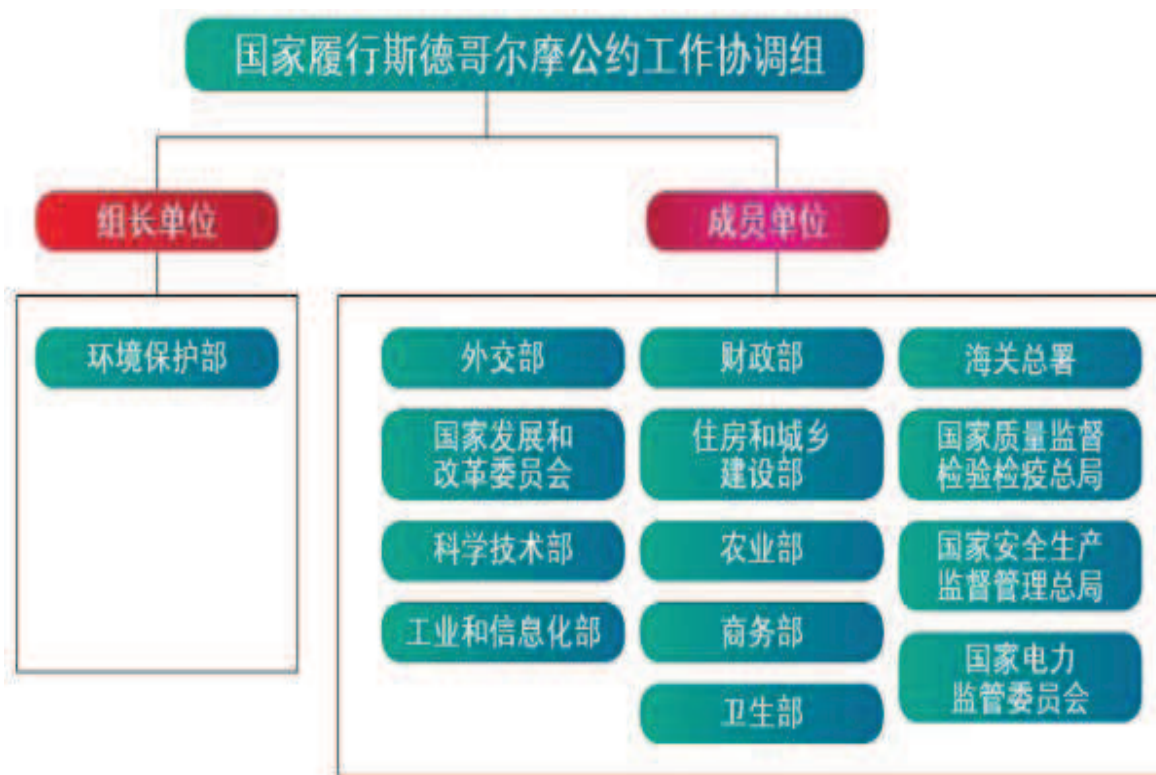 国家履行斯德哥尔摩公约工作协调组
组长单位
成员单位
环境保护部
外交部
国家发展和
改革委员会
科学技术部
工业和信息化部
财政部
住房和城乡
建设部
农业部
商务部
卫生部
海关总署
国家质量监督
检验检疫总局
国家安全生产
监督管理总局
国家电力
监管委员会